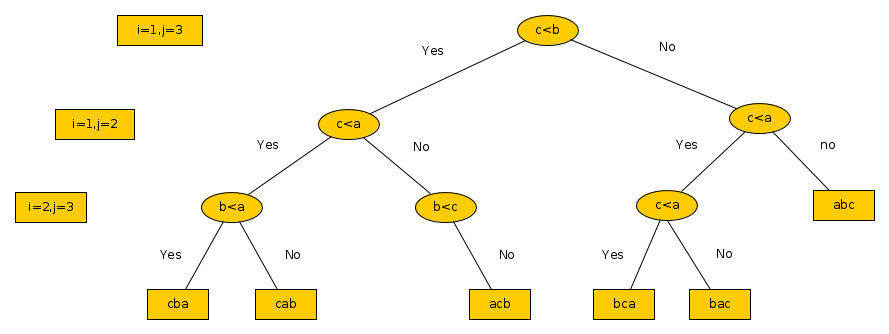 i=1,j=3
c<b
Yes
No
i=1,j=2
c<a
c<a
Yes
No
Yes
no
i=2,j=3
b<a
b<c
c<a
abc
Yes
No
No
Yes
No
cba
cab
acb
bca
bac